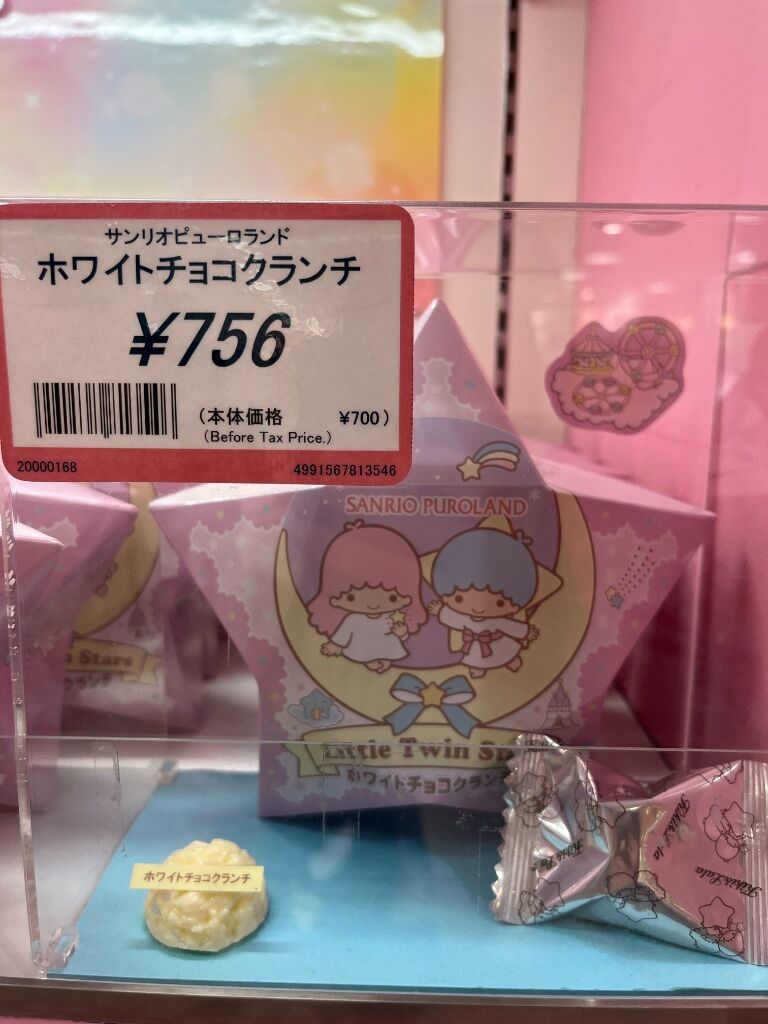 サンリオピューロランド
ホワイトチョコクランチ
¥756
(本体価格 ¥700)
(Before Tax Price.)
20000168 4991567813546
SANRIO PUROLAND
Little Twin
Stars
ホワイトチョコクラン
ホワイトチョコクランチ
Kiki
Lala